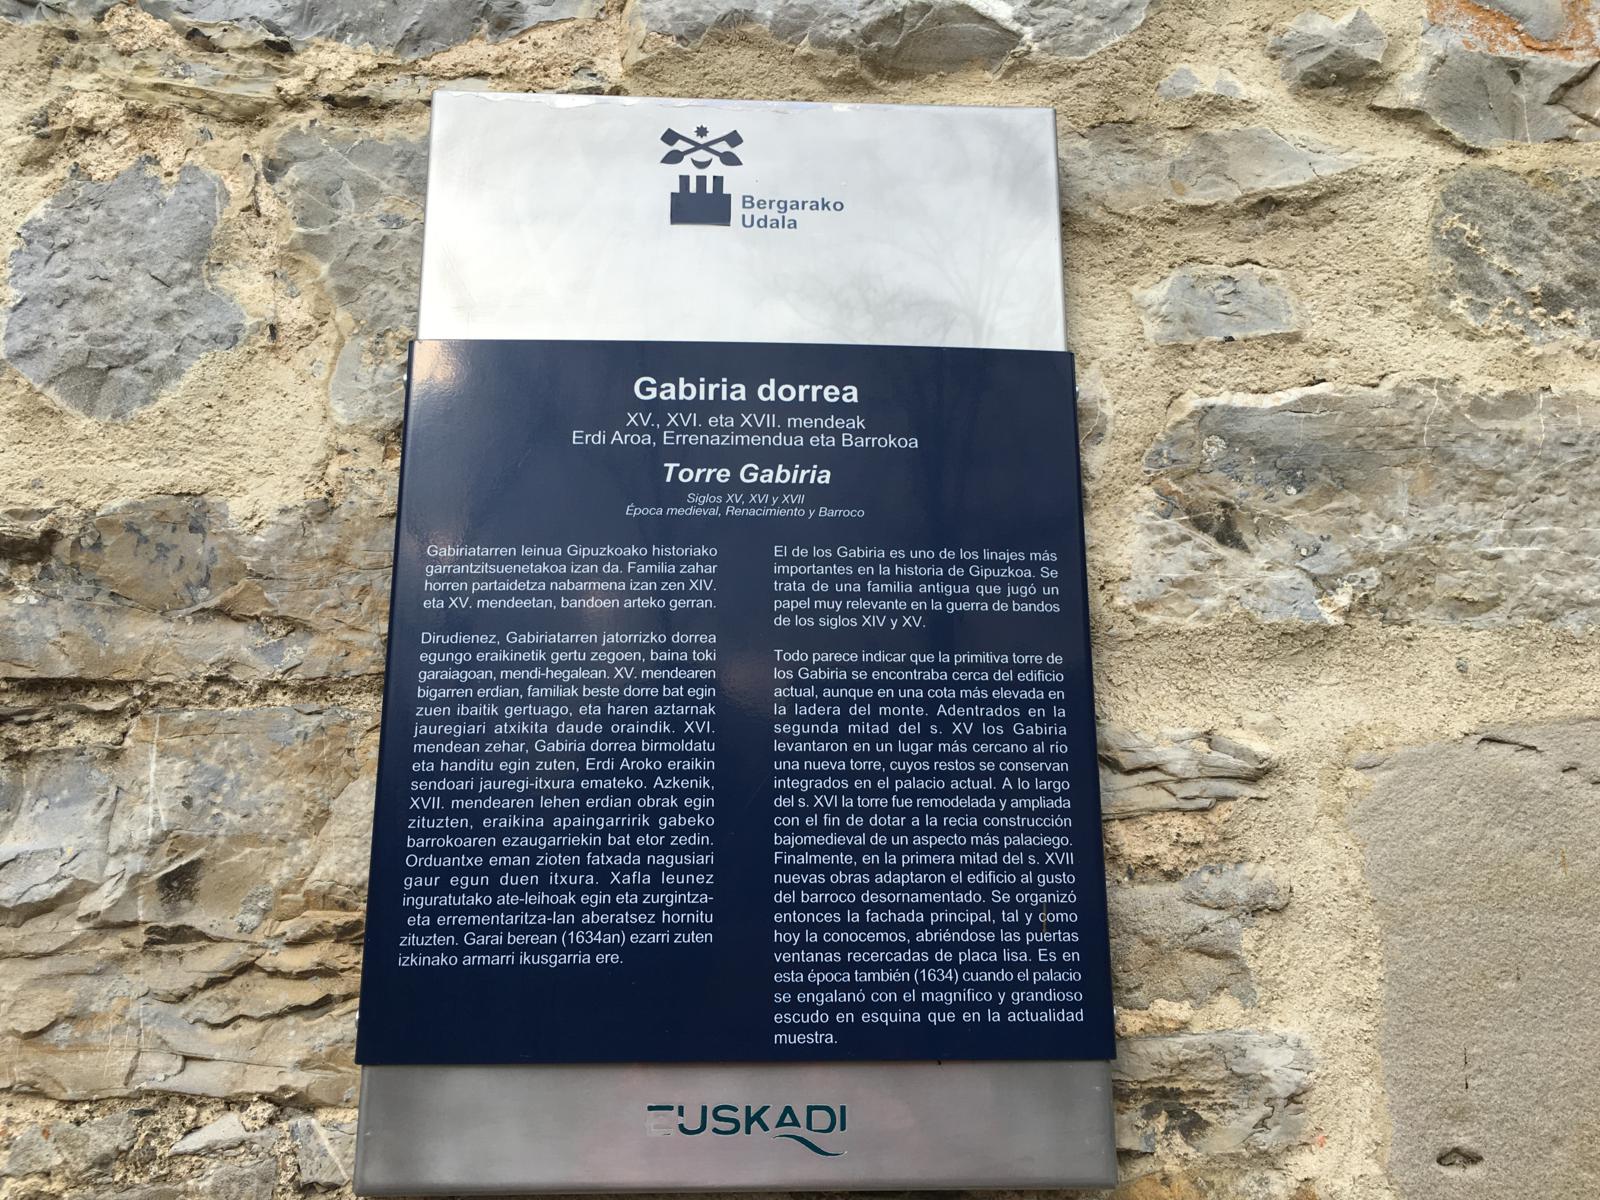 Bergarako
Udala
Gabiria dorrea
XV., XVI. eta XVII. mendeak
Erdi Aroa, Errenazimendua eta Barrokoa
Torre Gabiria
Siglos XV, XVI y XVII
Época medieval, Renacimiento y Barroco
Gabiriatarren leinua Gipuzkoako historiako
garrantzitsuenetakoa izan da. Familia zahar
horren partaidetza nabarmena izan zen XIV.
eta XV. mendeetan, bandoen arteko gerran.
Dirudienez, Gabiriatarren jatorrizko dorrea
egungo eraikinetik gertu zegoen, baina toki
garaiagoan, mendi-hegalean. XV. mendearen
bigarren erdian, familiak beste dorre bat egin
zuen ibaitik gertuago, eta haren aztarnak
jauregiari atxikita daude oraindik. XVI.
mendean zehar, Gabiria dorrea birmoldatu
eta handitu egin zuten, Erdi Aroko eraikin
sendoari jauregi-itxura emateko. Azkenik,
XVII. mendearen lehen erdian obrak egin
zituzten, eraikina apaingarririk gabeko
barrokoaren ezaugarriekin bat etor zedin.
Orduantxe eman zioten fatxada nagusiari
gaur egun duen itxura. Xafla leunez
inguratutako ate-leihoak egin eta zurgintza-
eta errementaritza-lan aberatsez hornitu
zituzten. Garai berean (1634an) ezarri zuten
izkinako armarri ikusgarria ere.
El de los Gabiria es uno de los linajes más
importantes en la historia de Gipuzkoa. Se
trata de una familia antigua que jugó un
papel muy relevante en la guerra de bandos
de los siglos XIV y XV.
Todo parece indicar que la primitiva torre de
los Gabiria se encontraba cerca del edificio
actual, aunque en una cota más elevada en
la ladera del monte. Adentrados en la
segunda mitad del s. XV los Gabiria
levantaron en un lugar más cercano al río
una nueva torre, cuyos restos se conservan
integrados en el palacio actual. A lo largo
del s. XVI la torre fue remodelada y ampliada
con el fin de dotar a la recia construcción
bajomedieval de un aspecto más palaciego.
Finalmente, en la primera mitad del s. XVII
nuevas obras adaptaron el edificio al gusto
del barroco desornamentado. Se organizó
entonces la fachada principal, tal y como
hoy la conocemos, abriéndose las puertas
ventanas recercadas de placa lisa. Es en
esta época también (1634) cuando el palacio
se engalanó con el magnífico y grandioso
escudo en esquina que en la actualidad
muestra.
EUSKADI